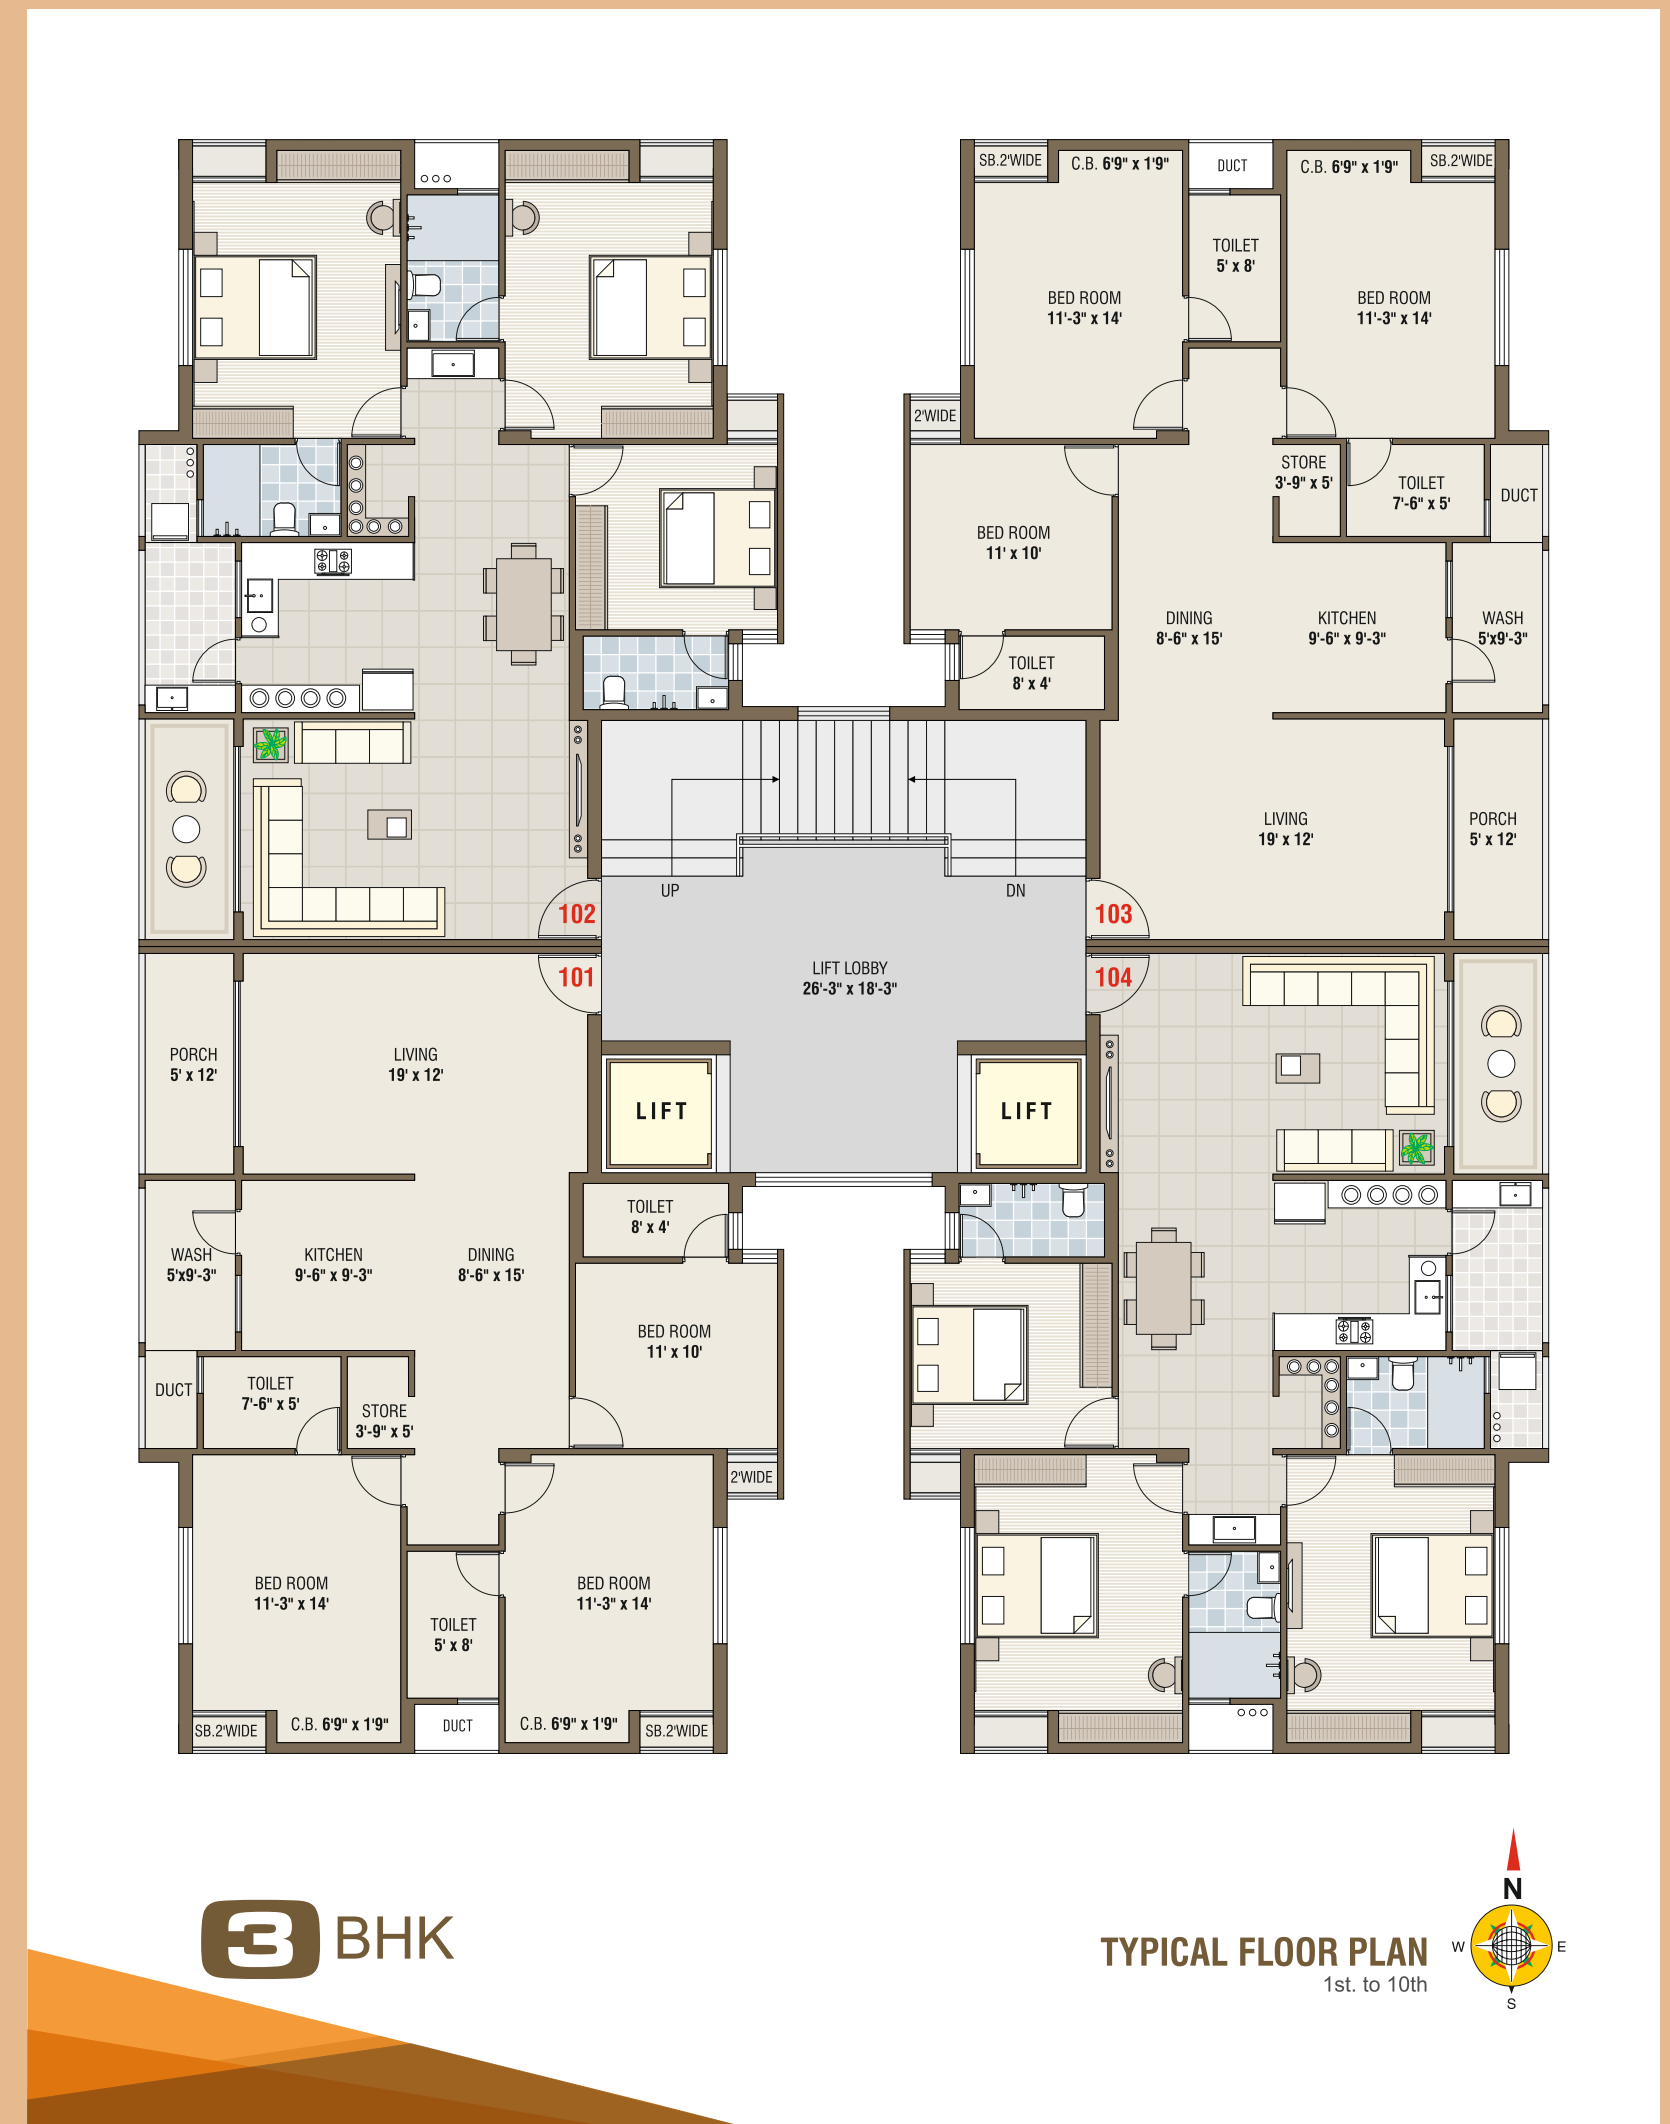 SB.2'WIDE
C.B. 6'9" x 1'9"
DUCT
C.B. 6'9" x 1'9"
SB.2'WIDE
TOILET
5' x 8'
BED ROOM
11'-3" x 14'
BED ROOM
11'-3" x 14'
2'WIDE
STORE
3'-9" x 5'
TOILET
7'-6" x 5'
DUCT
BED ROOM
11' x 10'
DINING
8'-6" x 15'
KITCHEN
9'-6" x 9'-3"
WASH
5'x9'-3"
TOILET
8' x 4'
LIVING
19' x 12'
PORCH
5' x 12'
UP
DN
102
103
101
104
LIFT LOBBY
26'-3" x 18'-3"
PORCH
5' x 12'
LIVING
19' x 12'
LIFT
LIFT
TOILET
8' x 4'
WASH
5'x9'-3"
KITCHEN
9'-6" x 9'-3"
DINING
8'-6" x 15'
BED ROOM
11' x 10'
DUCT
TOILET
7'-6" x 5'
STORE
3'-9" x 5'
2'WIDE
BED ROOM
11'-3" x 14'
BED ROOM
11'-3" x 14'
TOILET
5' x 8'
SB.2'WIDE
C.B. 6'9" x 1'9"
DUCT
C.B. 6'9" x 1'9"
SB.2'WIDE
3 BHK
TYPICAL FLOOR PLAN
1st. to 10th
N
W
E
S